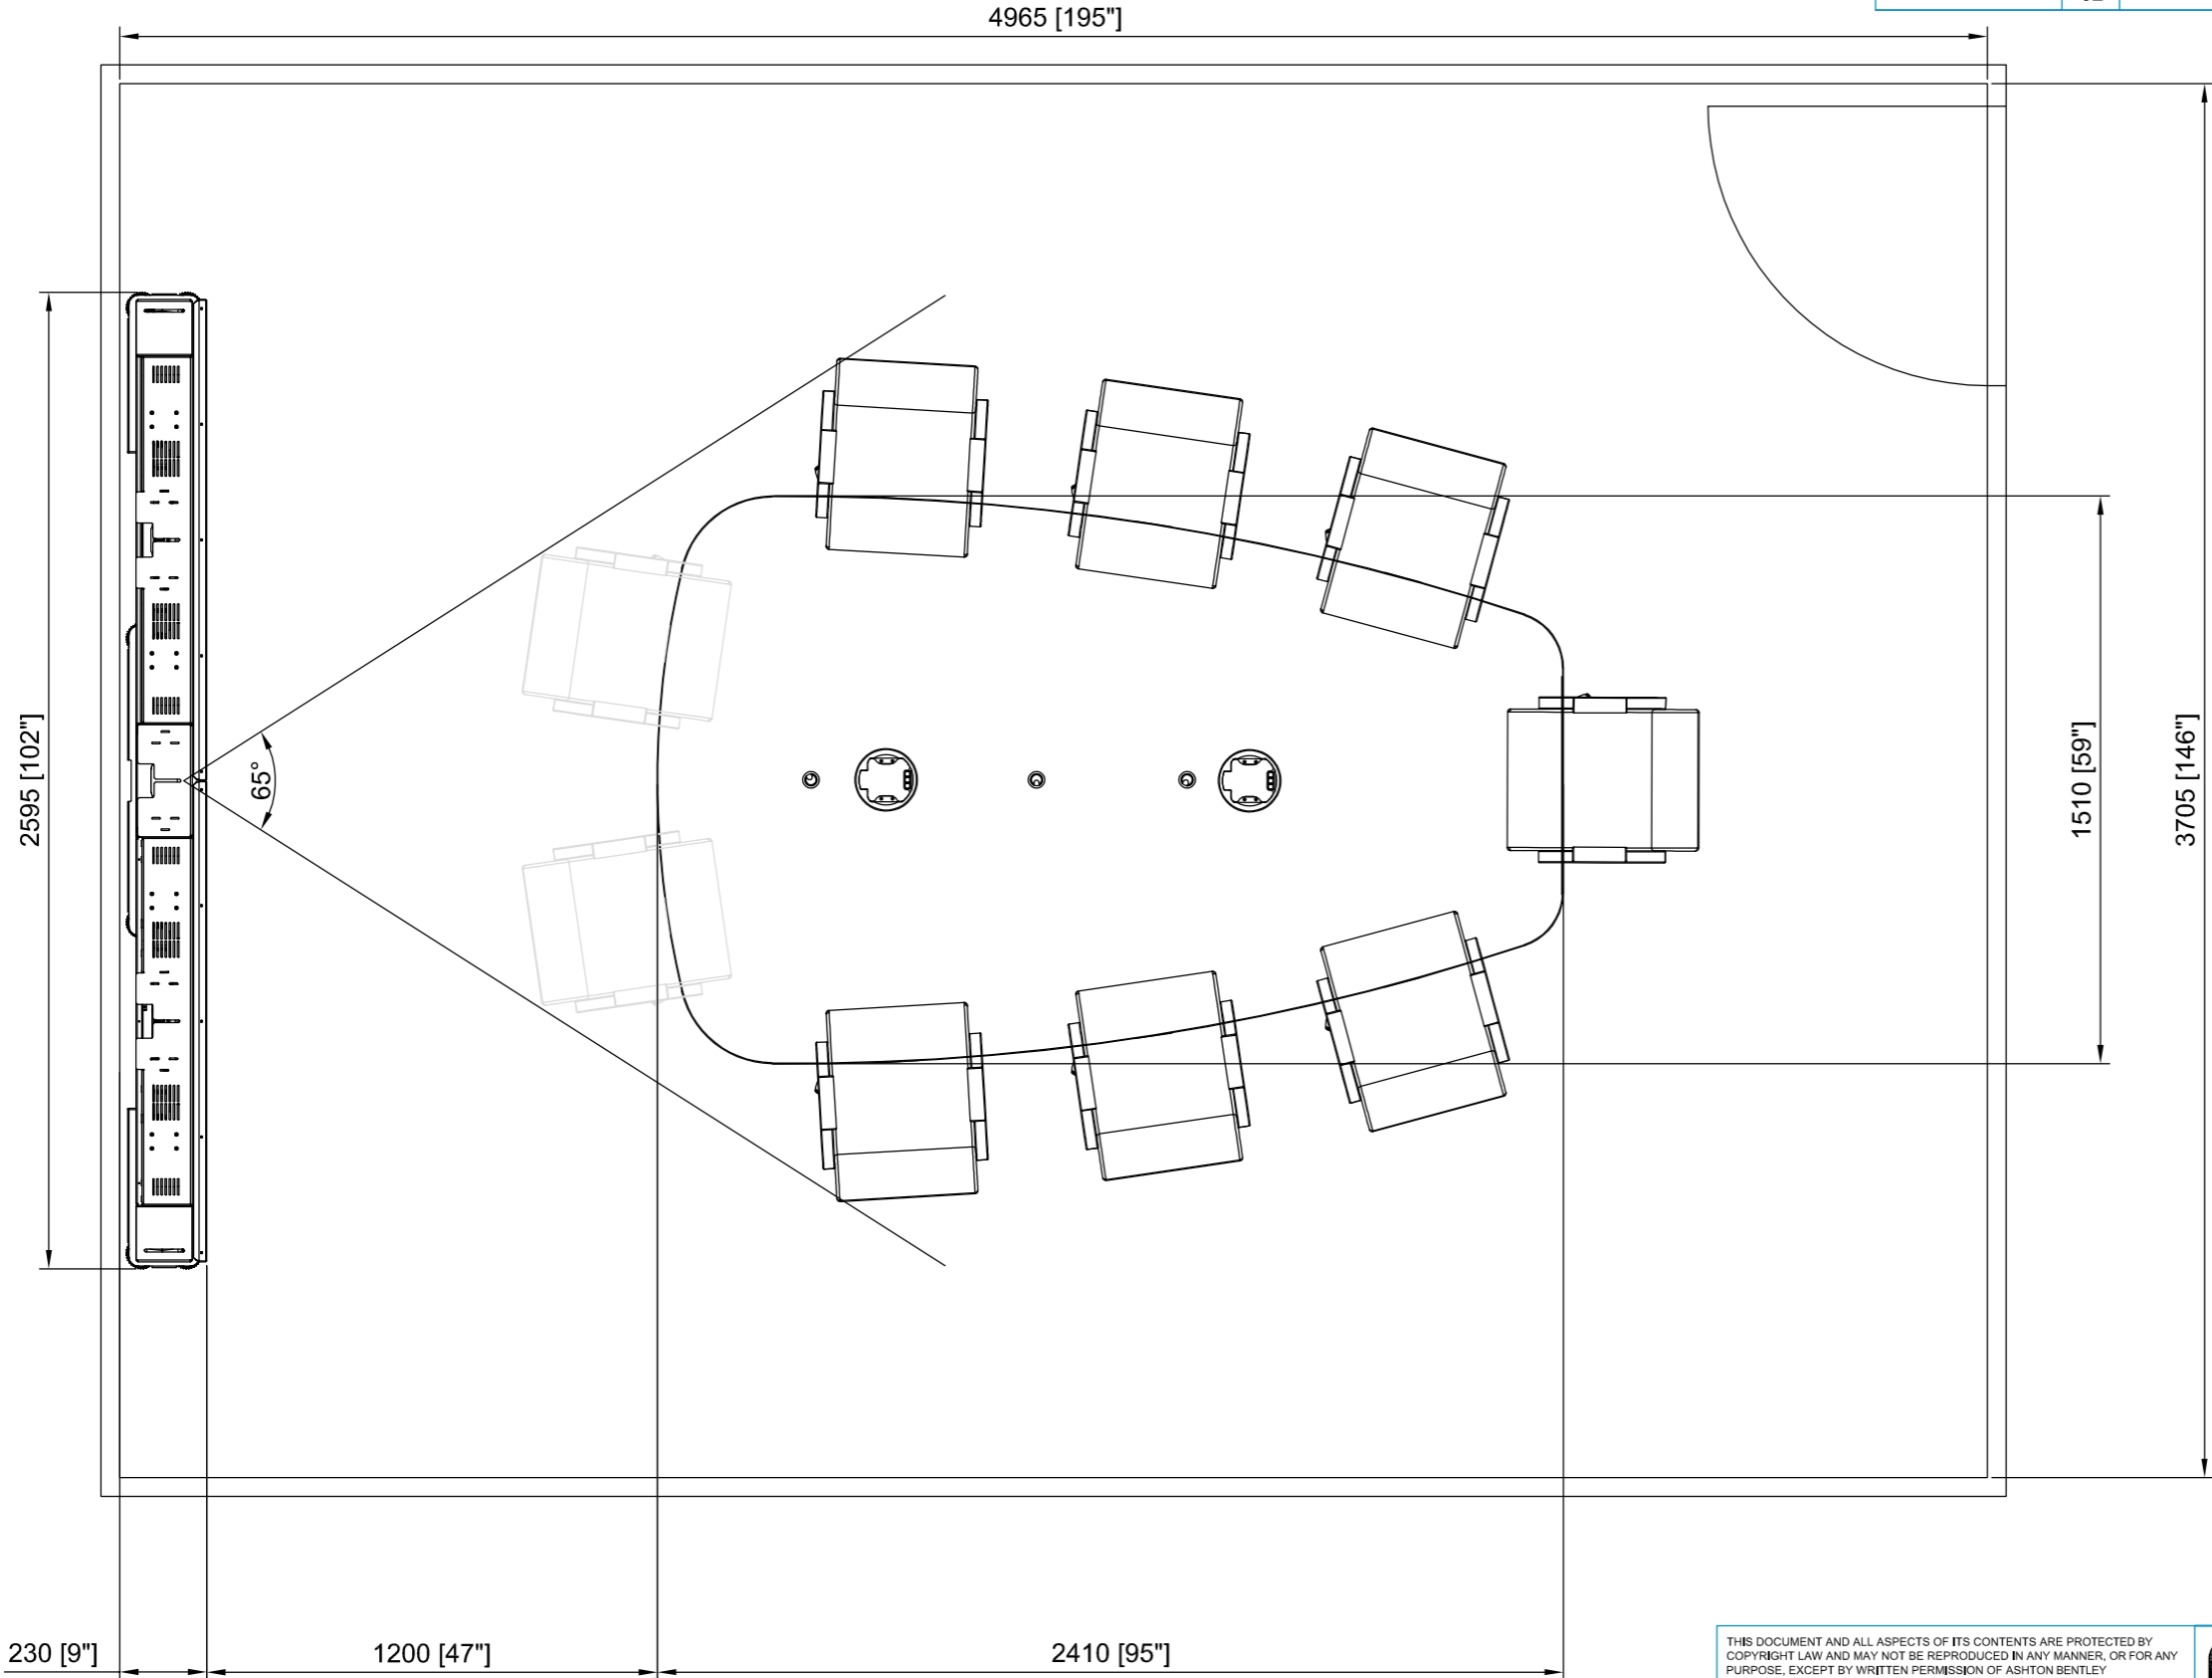 4965 [195"]
2595 [102"]
65°
1510 [59"]
3705 [146"]
230 [9"]
1200 [47"]
2410 [95"]
THIS DOCUMENT AND ALL ASPECTS OF ITS CONTENTS ARE PROTECTED BY
COPYRIGHT LAW AND MAY NOT BE REPRODUCED IN ANY MANNER, OR FOR ANY
PURPOSE, EXCEPT BY WRITTEN PERMISSION OF ASHTON BENTLEY